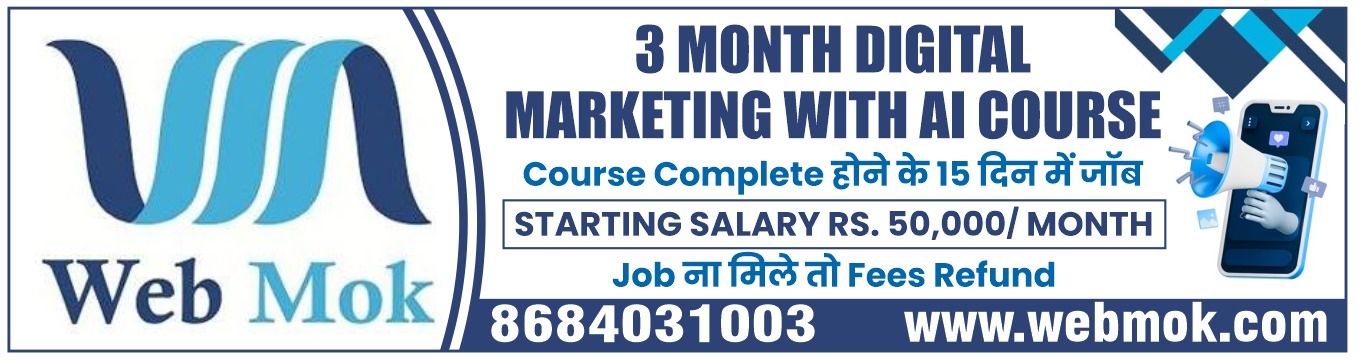 Web Mok
3 MONTH DIGITAL
MARKETING WITH AI COURSE
Course Complete होने के 15 दिन में जॉब
STARTING SALARY RS. 50,000/ MONTH
Job ना मिले तो Fees Refund
8684031003
www.webmok.com